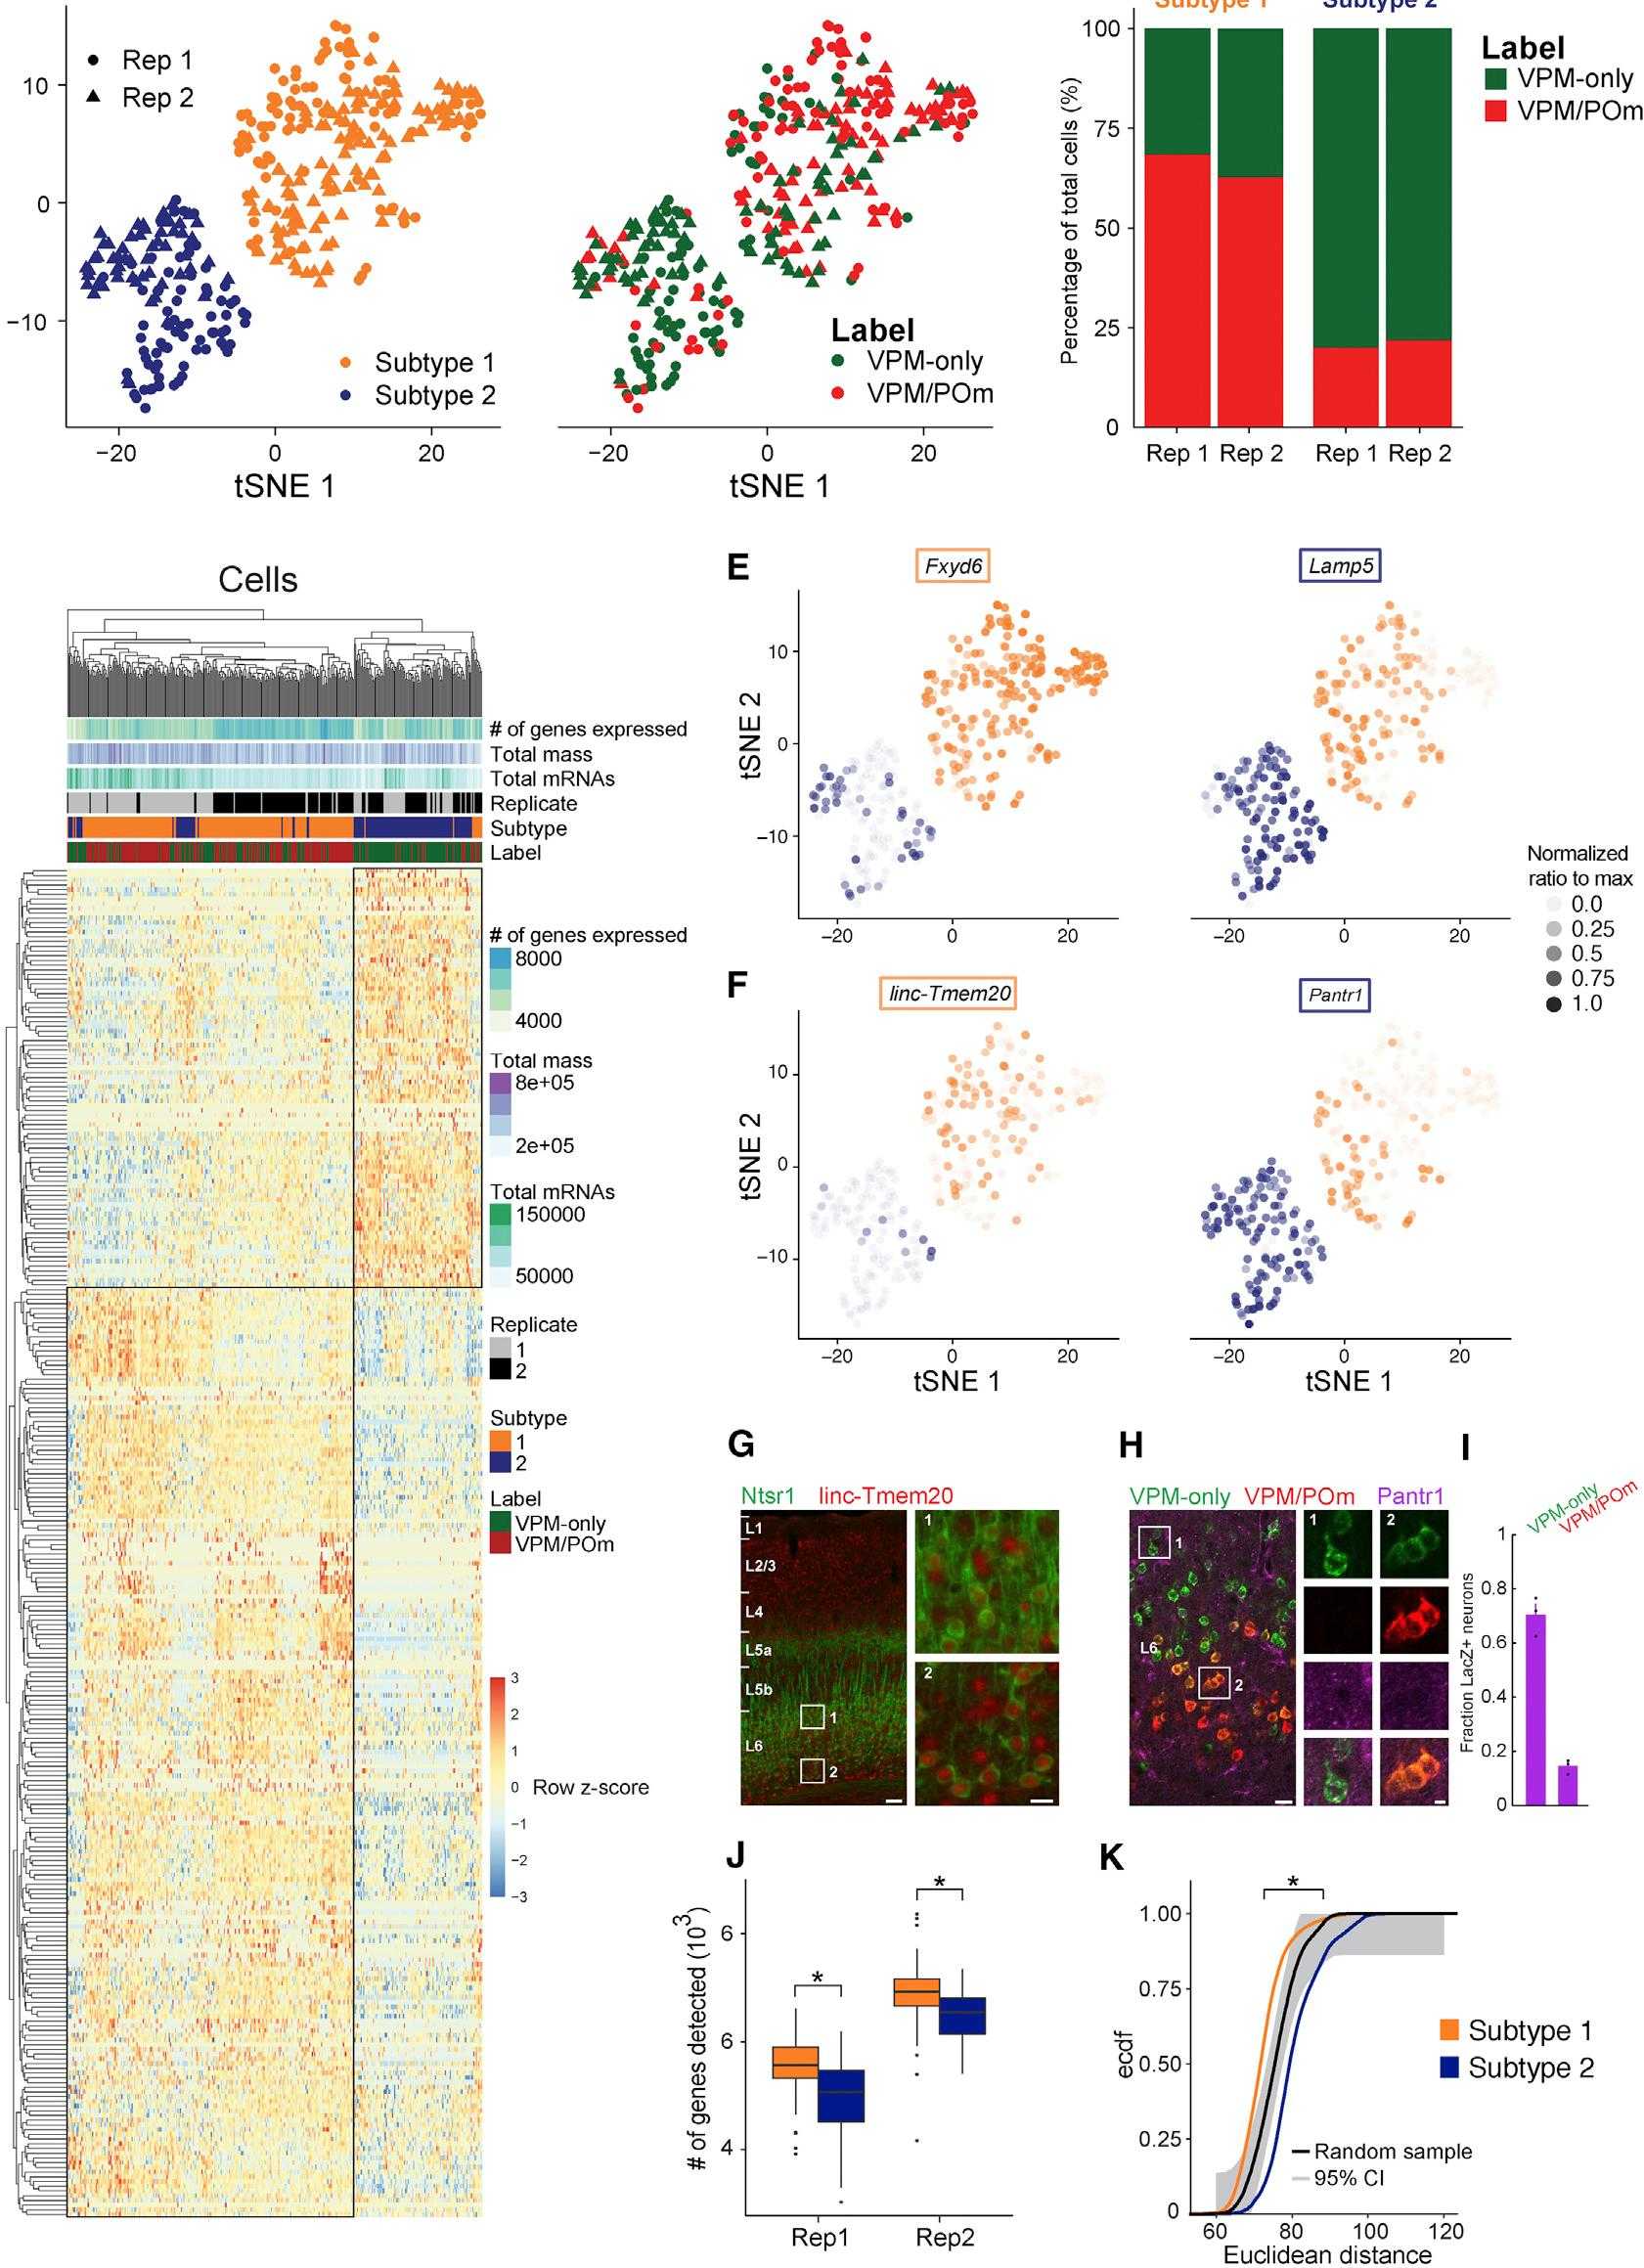 Subtype 1
Subtype 2
Rep 1
Rep 2
10
0
−10
Subtype 1
Subtype 2
−20
0
20
tSNE 1
Label
VPM-only
VPM/POm
−20
0
20
tSNE 1
Percentage of total cells (%)
100
75
50
25
0
Rep 1
Rep 2
Rep 1
Rep 2
Label
VPM-only
VPM/POm
Cells
# of genes expressed
Total mass
Total mRNAs
Replicate
Subtype
Label
# of genes expressed
8000
4000
Total mass
8e+05
2e+05
Total mRNAs
150000
50000
Replicate
1
2
Subtype
1
2
Label
VPM-only
VPM/POm
3
2
1
0
−1
−2
−3
Row z-score
E
Fxyd6
Lamp5
tSNE 2
10
0
−10
−20
0
20
−20
0
20
Normalized
ratio to max
0.0
0.25
0.5
0.75
1.0
F
linc-Tmem20
Pantr1
tSNE 2
10
0
−10
−20
0
20
tSNE 1
−20
0
20
tSNE 1
G
Ntsr1
linc-Tmem20
L1
L2/3
L4
L5a
L5b
L6
1
2
1
2
H
VPM-only
VPM/POm
Pantr1
1
L6
2
1
2
I
VPM-only
VPM/POm
Fraction LacZ+ neurons
1
0.8
0.6
0.4
0.2
0
J
# of genes detected (10³)
6
6
4
*
*
Rep1
Rep2
K
ecdf
1.00
0.75
0.50
0.25
0
*
Subtype 1
Subtype 2
Random sample
95% CI
60
80
100
120
Euclidean distance